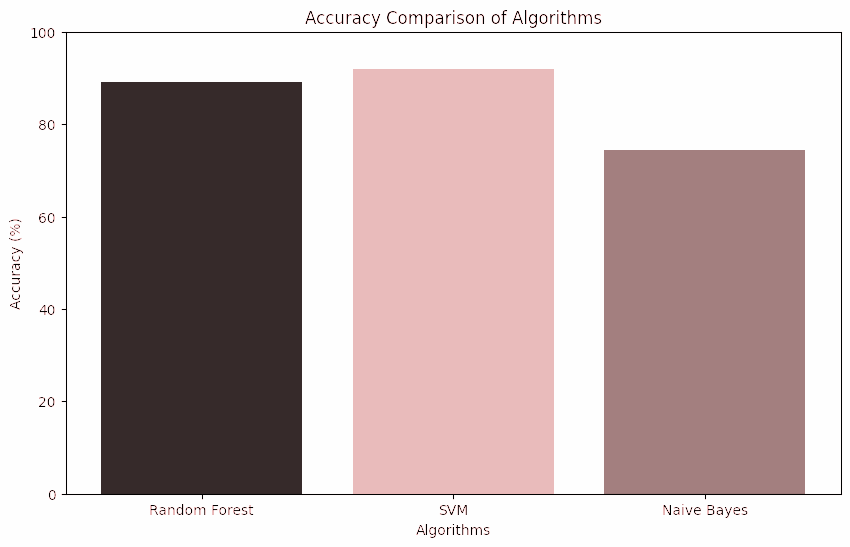 Accuracy Comparison of Algorithms
100
80
60
40
20
0
Accuracy (%)
Random Forest
SVM
Naive Bayes
Algorithms